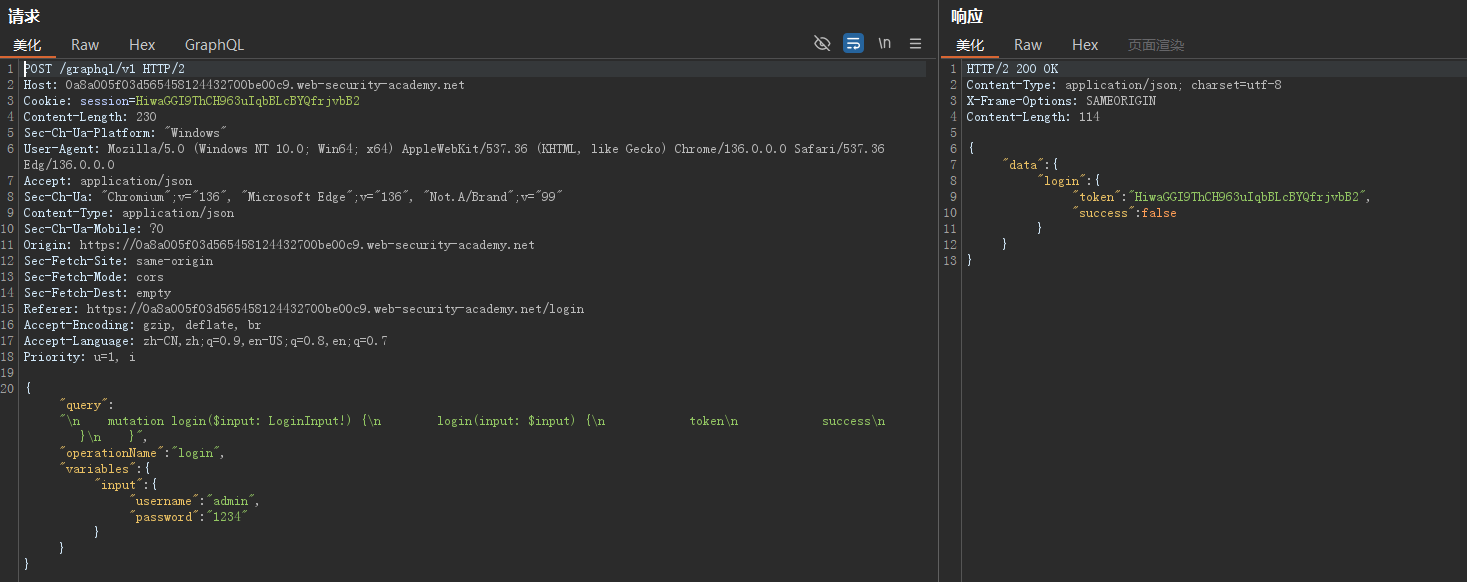 请求
美化 Raw Hex GraphQL
\n
1 POST /graphql/v1 HTTP/2
2 Host: 0a8a005f03d565458124432700be00c9.web-security-academy.net
3 Cookie: session=HiwaGGI9ThCH963uIqbBLcBYQfrjvbB2
4 Content-Length: 230
5 Sec-Ch-Ua-Platform: "Windows"
6 User-Agent: Mozilla/5.0 (Windows NT 10.0; Win64; x64) AppleWebKit/537.36 (KHTML, like Gecko) Chrome/136.0.0.0 Safari/537.36
Edg/136.0.0.0
7 Accept: application/json
8 Sec-Ch-Ua: "Chromium";v="136", "Microsoft Edge";v="136", "Not.A/Brand";v="99"
9 Content-Type: application/json
10 Sec-Ch-Ua-Mobile: ?0
11 Origin: https://0a8a005f03d565458124432700be00c9.web-security-academy.net
12 Sec-Fetch-Site: same-origin
13 Sec-Fetch-Mode: cors
14 Sec-Fetch-Dest: empty
15 Referer: https://0a8a005f03d565458124432700be00c9.web-security-academy.net/login
16 Accept-Encoding: gzip, deflate, br
17 Accept-Language: zh-CN,zh;q=0.9,en-US;q=0.8,en;q=0.7
18 Priority: u=1, i
19
20 {
"query":
"\n    mutation login($input: LoginInput!) {\n        login(input: $input) {\n            token\n            success\n
}\n    }",
"operationName":"login",
"variables":{
"input":{
"username":"admin",
"password":"1234"
}
}
}
响应
美化 Raw Hex 页面渲染
1 HTTP/2 200 OK
2 Content-Type: application/json; charset=utf-8
3 X-Frame-Options: SAMEORIGIN
4 Content-Length: 114
5
6 {
7 "data":{
8 "login":{
9 "token":"HiwaGGI9ThCH963uIqbBLcBYQfrjvbB2",
10 "success":false
11 }
12 }
13 }